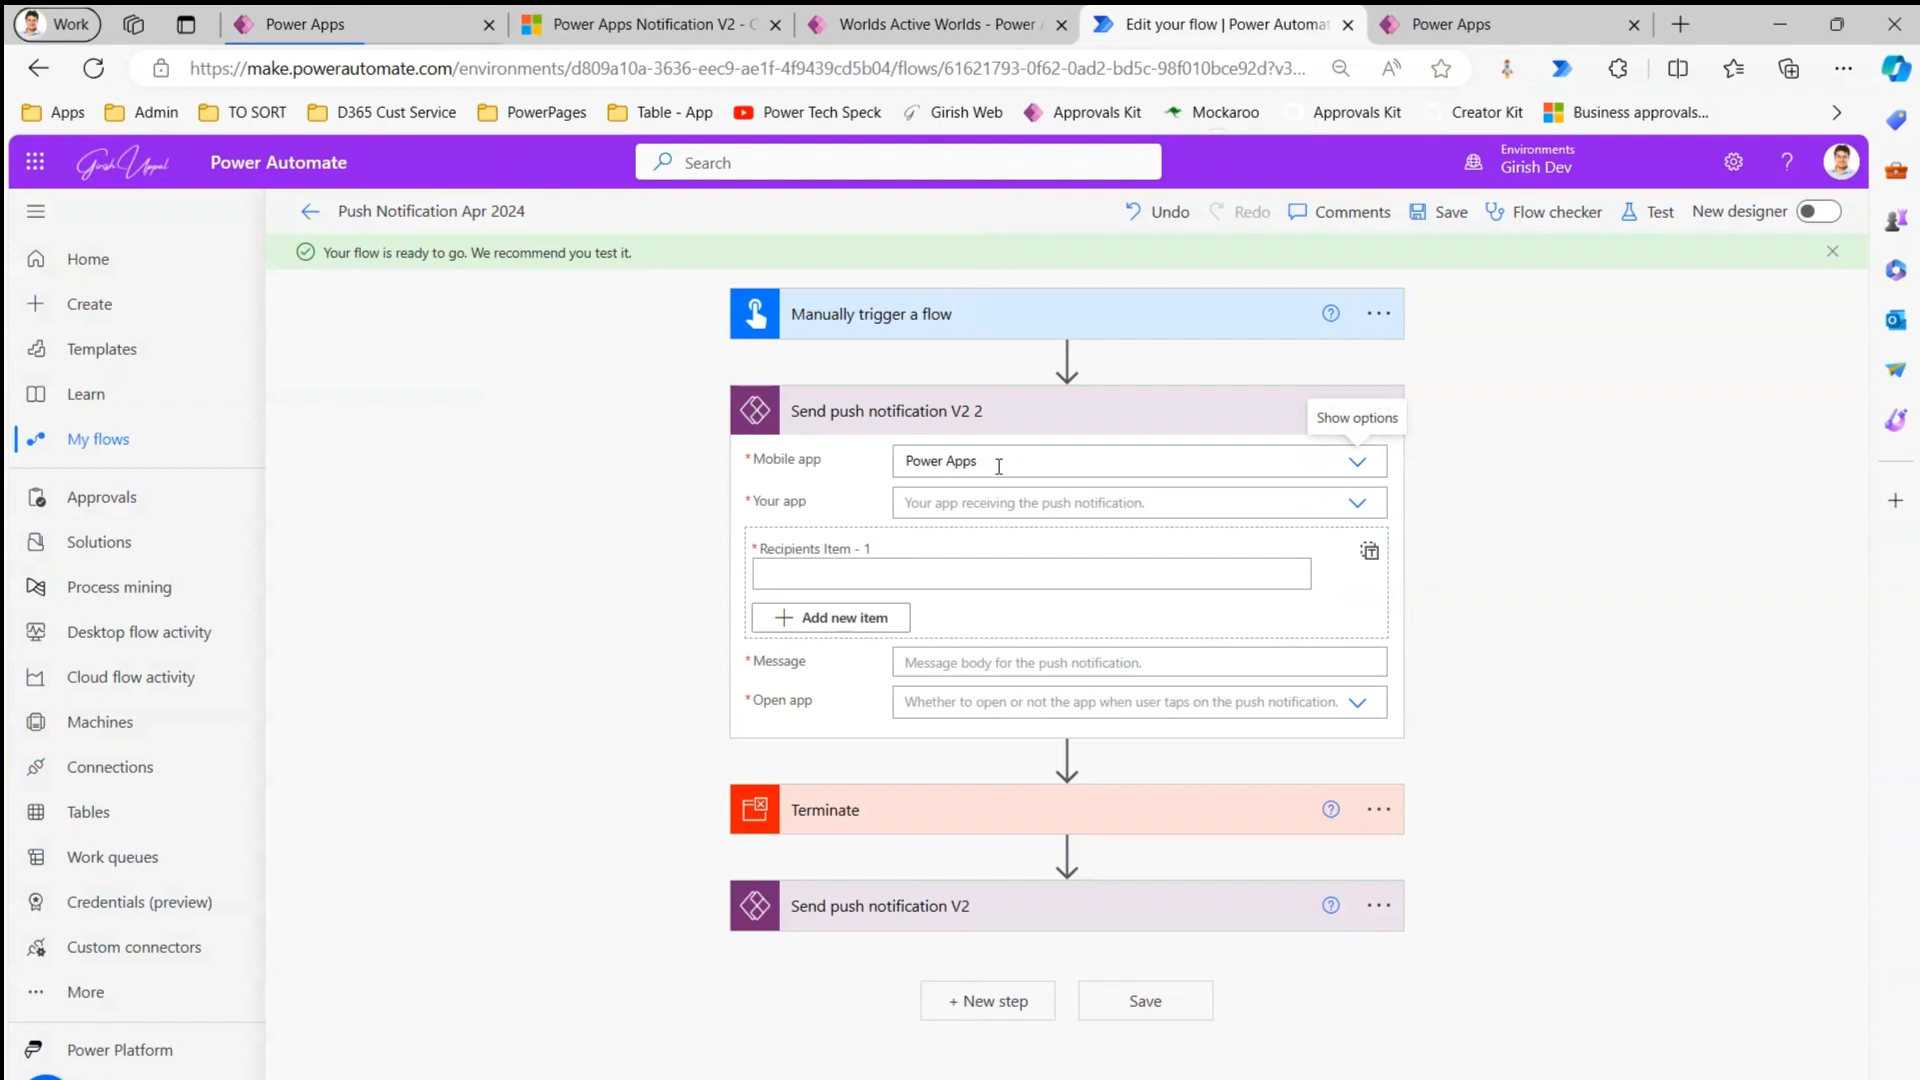 Work
Power Apps
Power Apps Notification V2 - C
Worlds Active Worlds - Power A
Edit your flow | Power Automat
Power Apps
https://make.powerautomate.com/environments/d809a10a-3636-eec9-ae1f-4f9439cd5b04/flows/61621793-0f62-0ad2-bd5c-98f010bce92d?v3...
Apps
Admin
TO SORT
D365 Cust Service
PowerPages
Table - App
Power Tech Speck
Girish Web
Approvals Kit
Mockaroo
Approvals Kit
Creator Kit
Business approvals...
Girish Uppal
Power Automate
Search
Environments
Girish Dev
Push Notification Apr 2024
Undo
Redo
Comments
Save
Flow checker
Test
New designer
Your flow is ready to go. We recommend you test it.
Home
Create
Templates
Learn
My flows
Approvals
Solutions
Process mining
Desktop flow activity
Cloud flow activity
Machines
Connections
Tables
Work queues
Credentials (preview)
Custom connectors
More
Power Platform
Manually trigger a flow
Send push notification V2 2
Show options
* Mobile app
Power Apps
* Your app
Your app receiving the push notification.
* Recipients Item - 1
Add new item
* Message
Message body for the push notification.
* Open app
Whether to open or not the app when user taps on the push notification.
Terminate
Send push notification V2
+ New step
Save